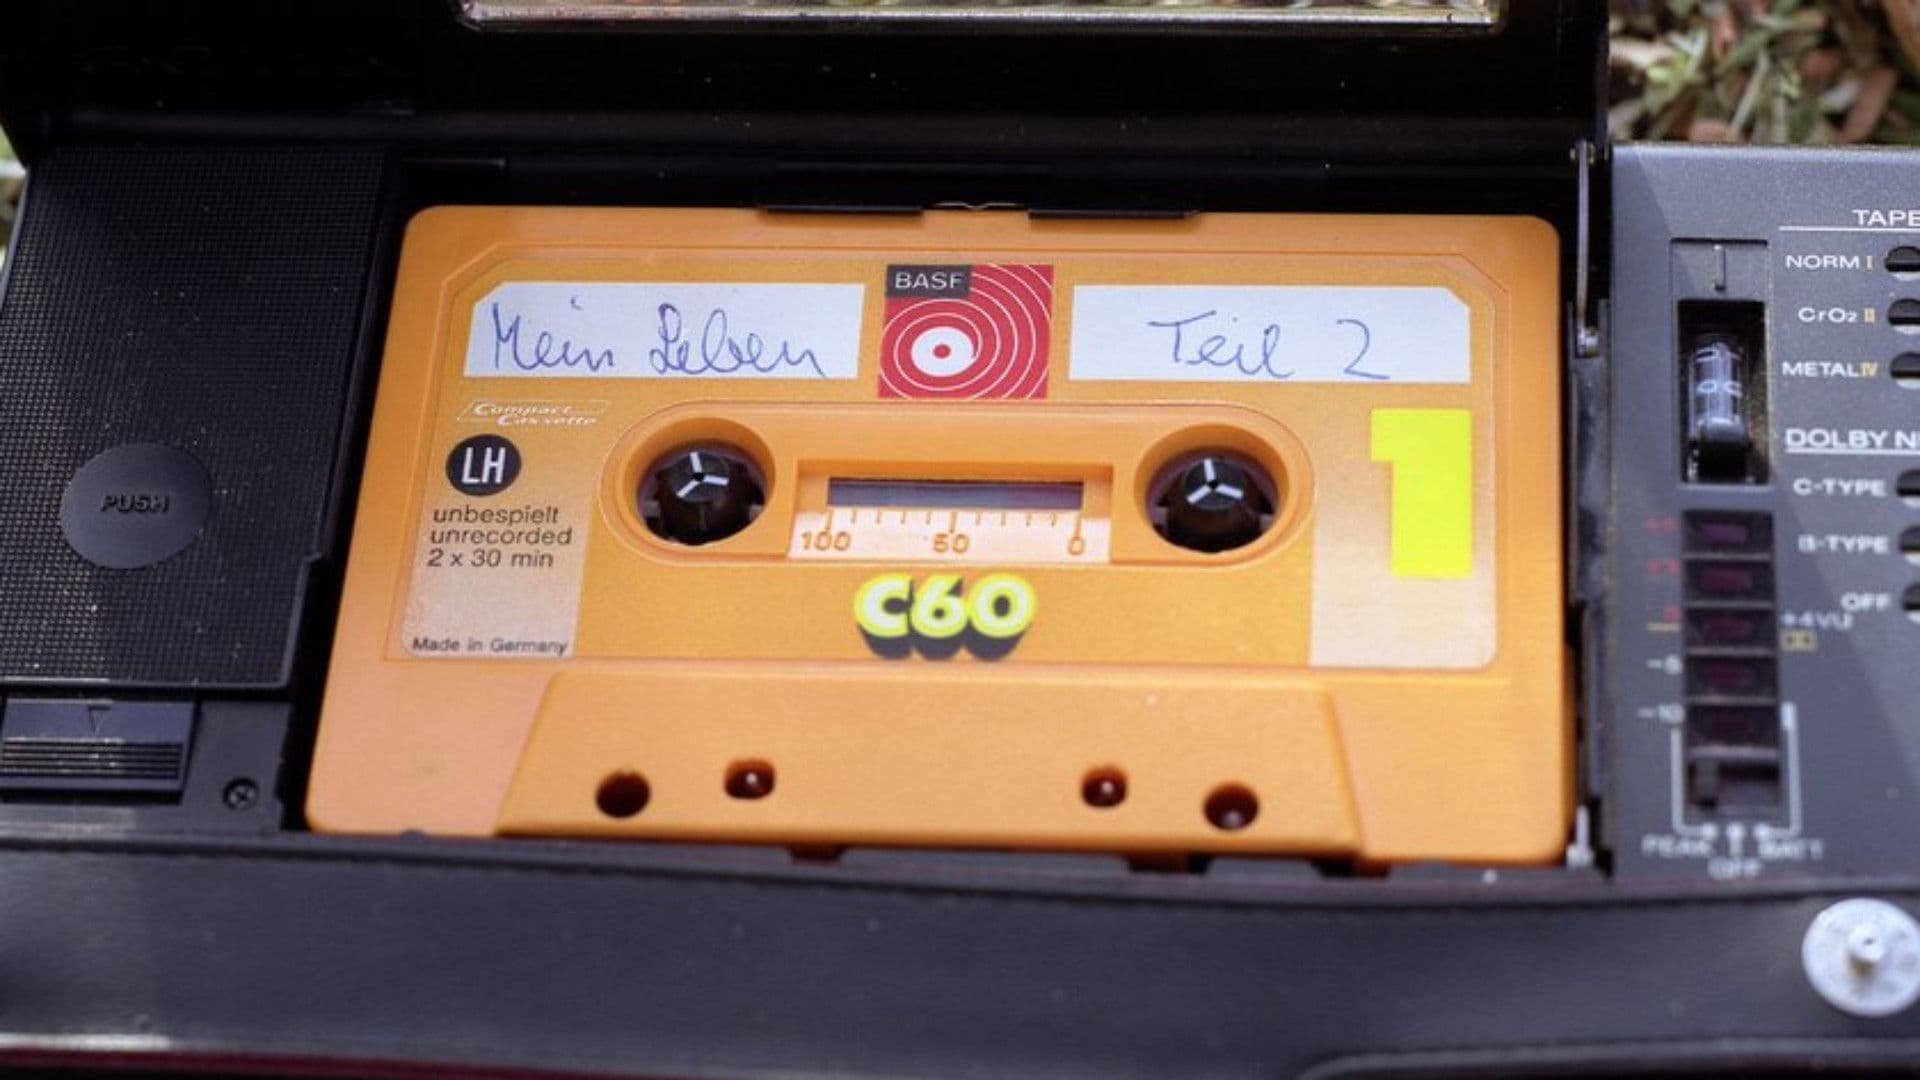 BASF
Mein Leben
Teil 2
Compact
Cassette
LH
unbespielt
unrecorded
2 x 30 min
Made in Germany
100 50 0
C60
1
PUSH
TAPE
NORM I
CrO2 II
METAL IV
DOLBY N
C-TYPE
B-TYPE
OFF
+4VU
-5
-10
PEAK
OFF
BATT